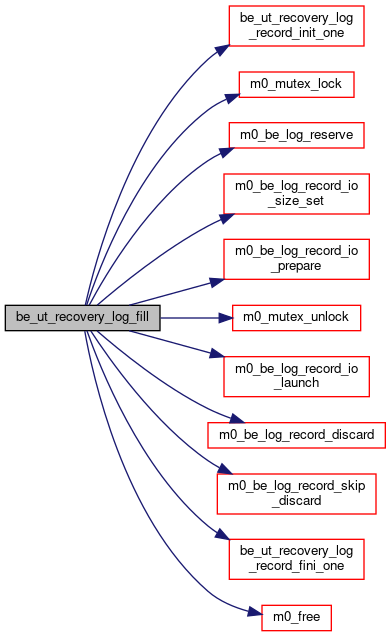 be_ut_recovery_log
_record_init_one
m0_mutex_lock
m0_be_log_reserve
m0_be_log_record_io
_size_set
m0_be_log_record_io
_prepare
be_ut_recovery_log_fill
m0_mutex_unlock
m0_be_log_record_io
_launch
m0_be_log_record_discard
m0_be_log_record_skip
_discard
be_ut_recovery_log
_record_fini_one
m0_free